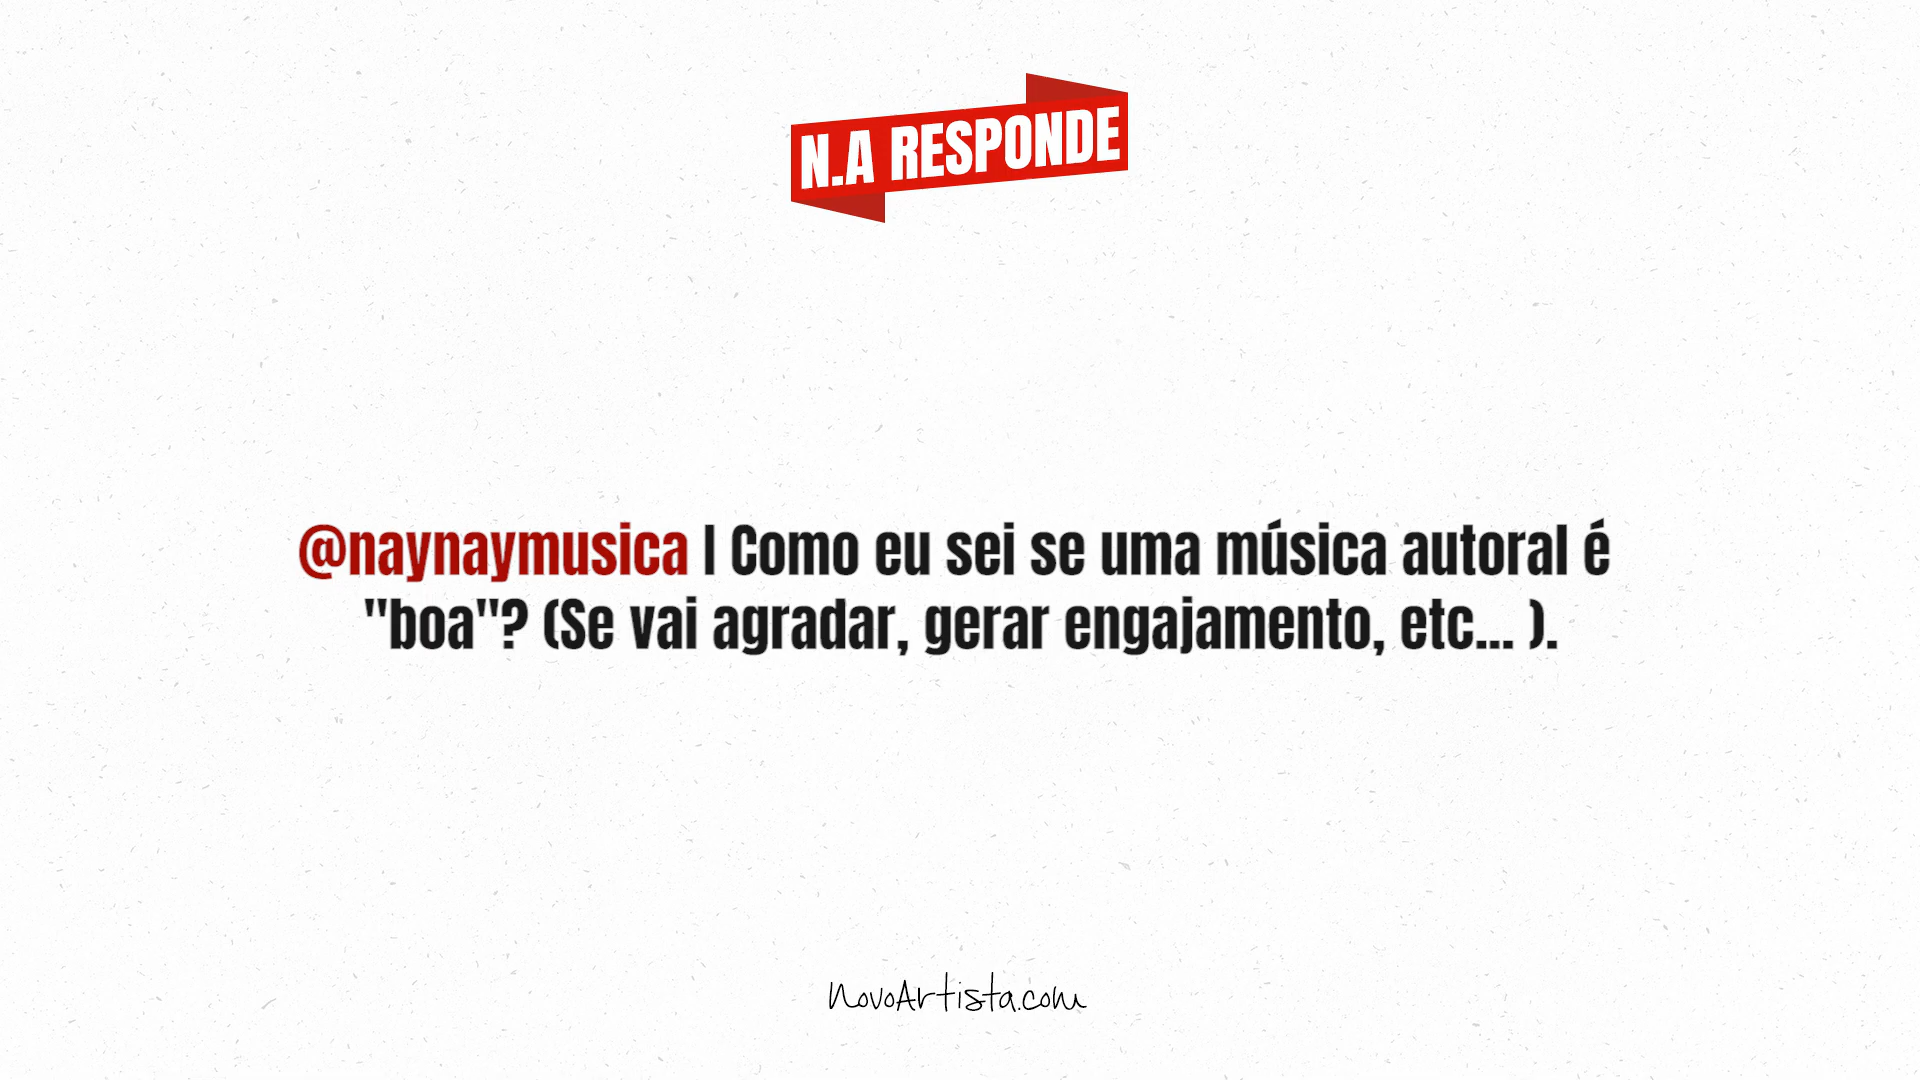 N.A RESPONDE
@naynaymusica | Como eu sei se uma música autoral é
"boa"? (Se vai agradar, gerar engajamento, etc... ).
NovoArtista.com